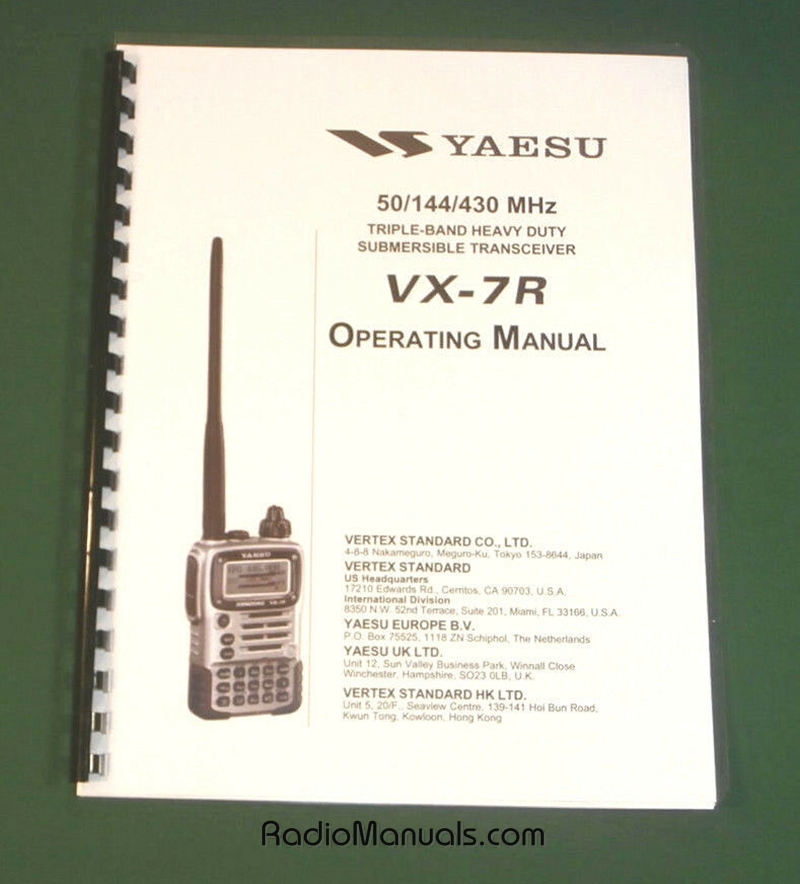 YAESU
50/144/430 MHz
TRIPLE-BAND HEAVY DUTY
SUBMERSIBLE TRANSCEIVER
VX-7R
OPERATING MANUAL
YAESU
VERTEX STANDARD CO., LTD.
4-8-8 Nakameguro, Meguro-Ku, Tokyo 153-8644, Japan
VERTEX STANDARD
US Headquarters
17210 Edwards Rd., Cerritos, CA 90703, U.S.A.
International Division
8350 N.W. 52nd Terrace, Suite 201, Miami, FL 33166, U.S.A.
YAESU EUROPE B.V.
P.O. Box 75525, 1118 ZN Schiphol, The Netherlands
YAESU UK LTD.
Unit 12, Sun Valley Business Park, Winnall Close
Winchester, Hampshire, SO23 0LB, U.K.
VERTEX STANDARD HK LTD.
Unit 5, 20/F., Seaview Centre, 139-141 Hoi Bun Road,
Kwun Tong, Kowloon, Hong Kong
RadioManuals.com